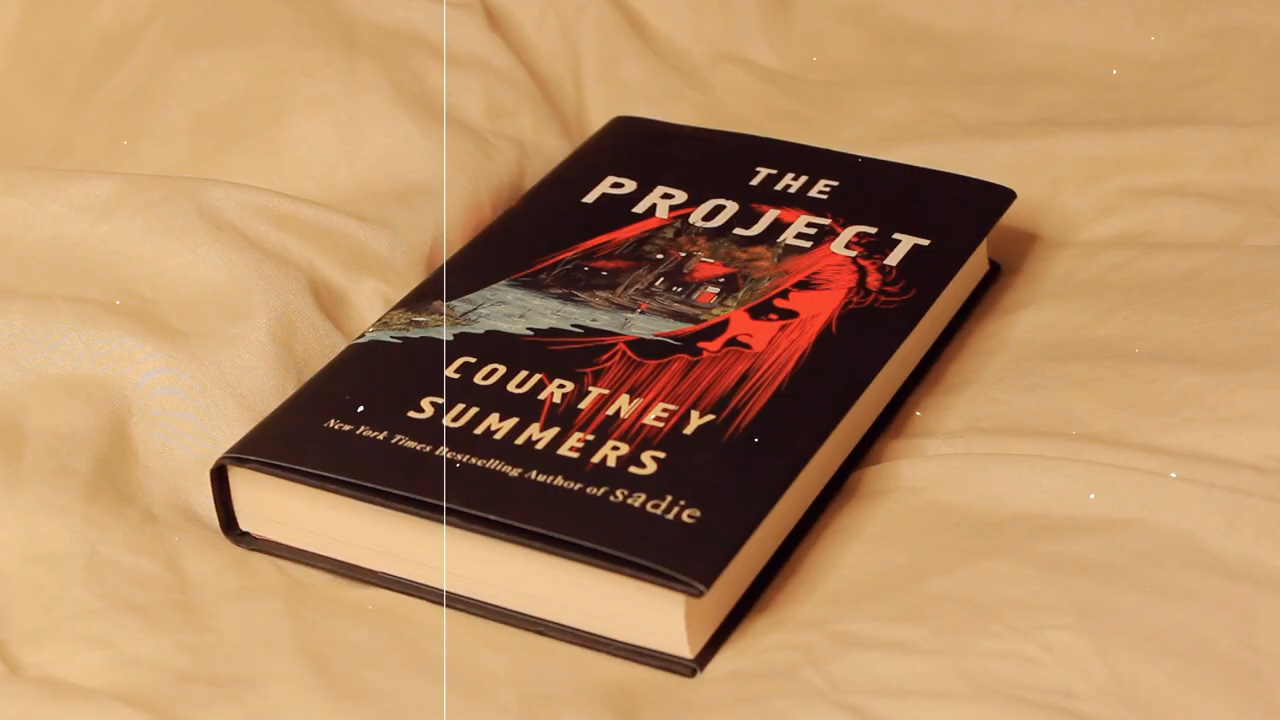 THE
PROJECT
COURTNEY
SUMMERS
New York Times Bestselling Author of Sadie